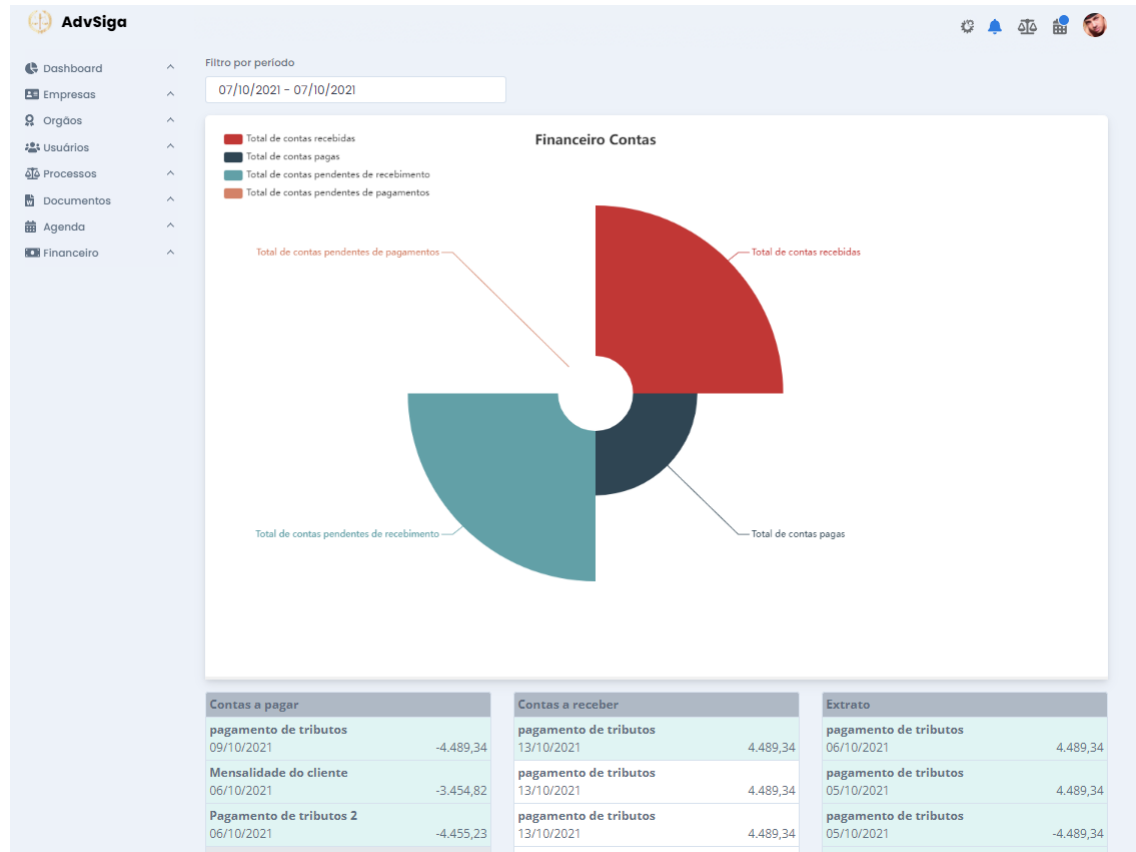 AdvSiga
Dashboard
Empresas
Orgãos
Usuários
Processos
Documentos
Agenda
Financeiro
Filtro por período
07/10/2021 - 07/10/2021
Financeiro Contas
Total de contas recebidas
Total de contas pagas
Total de contas pendentes de recebimento
Total de contas pendentes de pagamentos
Total de contas pendentes de pagamentos
Total de contas recebidas
Total de contas pendentes de recebimento
Total de contas pagas
Contas a pagar
pagamento de tributos
09/10/2021 -4.489,34
Mensalidade do cliente
06/10/2021 -3.454,82
Pagamento de tributos 2
06/10/2021 -4.455,23
Contas a receber
pagamento de tributos
13/10/2021 4.489,34
pagamento de tributos
13/10/2021 4.489,34
pagamento de tributos
13/10/2021 4.489,34
Extrato
pagamento de tributos
06/10/2021 4.489,34
pagamento de tributos
05/10/2021 4.489,34
pagamento de tributos
05/10/2021 -4.489,34